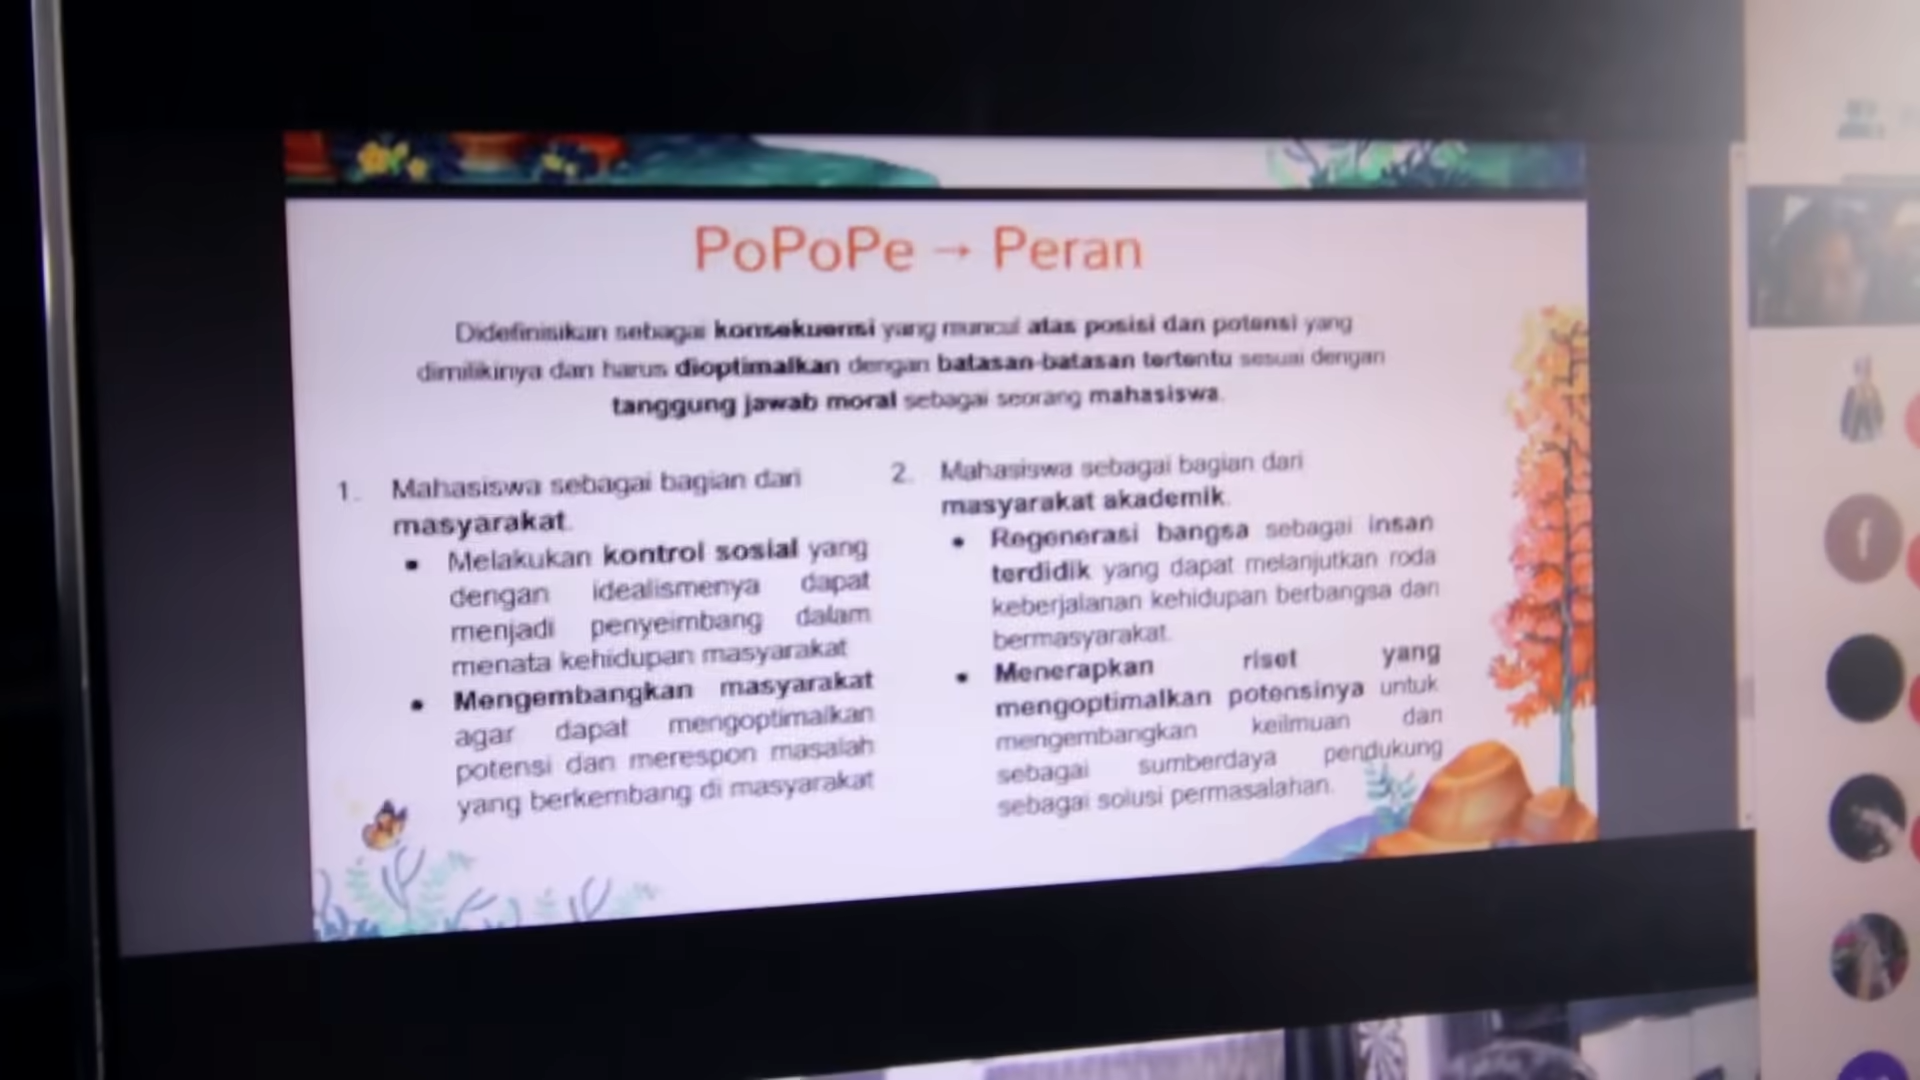 PoPoPe → Peran
Didefinisikan sebagai konsekuensi yang muncul atas posisi dan potensi yang
dimilikinya dan harus dioptimalkan dengan batasan-batasan tertentu sesuai dengan
tanggung jawab moral sebagai seorang mahasiswa.
1. Mahasiswa sebagai bagian dari
masyarakat.
• Melakukan kontrol sosial yang
dengan idealismenya dapat
menjadi penyeimbang dalam
menata kehidupan masyarakat
• Mengembangkan masyarakat
agar dapat mengoptimalkan
potensi dan merespon masalah
yang berkembang di masyarakat
2. Mahasiswa sebagai bagian dari
masyarakat akademik.
• Regenerasi bangsa sebagai insan
terdidik yang dapat melanjutkan roda
keberjalanan kehidupan berbangsa dan
bermasyarakat.
• Menerapkan riset yang
mengoptimalkan potensinya untuk
mengembangkan keilmuan dan
sebagai sumberdaya pendukung
sebagai solusi permasalahan.
f